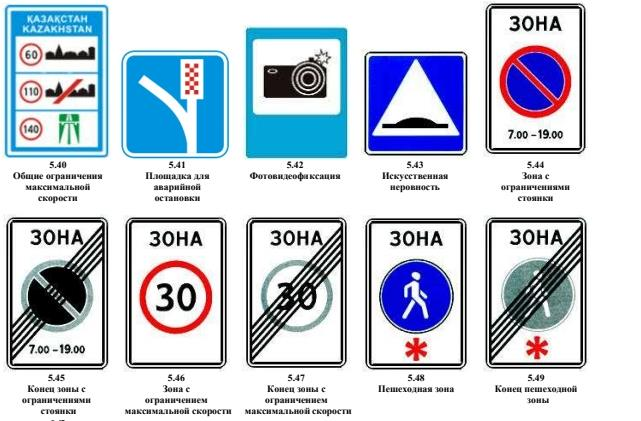 ҚАЗАҚСТАН
KAZAKHSTAN
60
110
140
ЗОНА
7.00 – 19.00
5.40
Общие ограничения
максимальной
скорости
5.41
Площадка для
аварийной
остановки
5.42
Фотовидеофиксация
5.43
Искусственная
неровность
5.44
Зона с
ограничениями
стоянки
ЗОНА
7.00 – 19.00
ЗОНА
30
ЗОНА
30
ЗОНА
ЗОНА
5.45
Конец зоны с
ограничениями
стоянки
5.46
Зона с
ограничением
максимальной скорости
5.47
Конец зоны с
ограничением
максимальной скорости
5.48
Пешеходная зона
5.49
Конец пешеходной
зоны